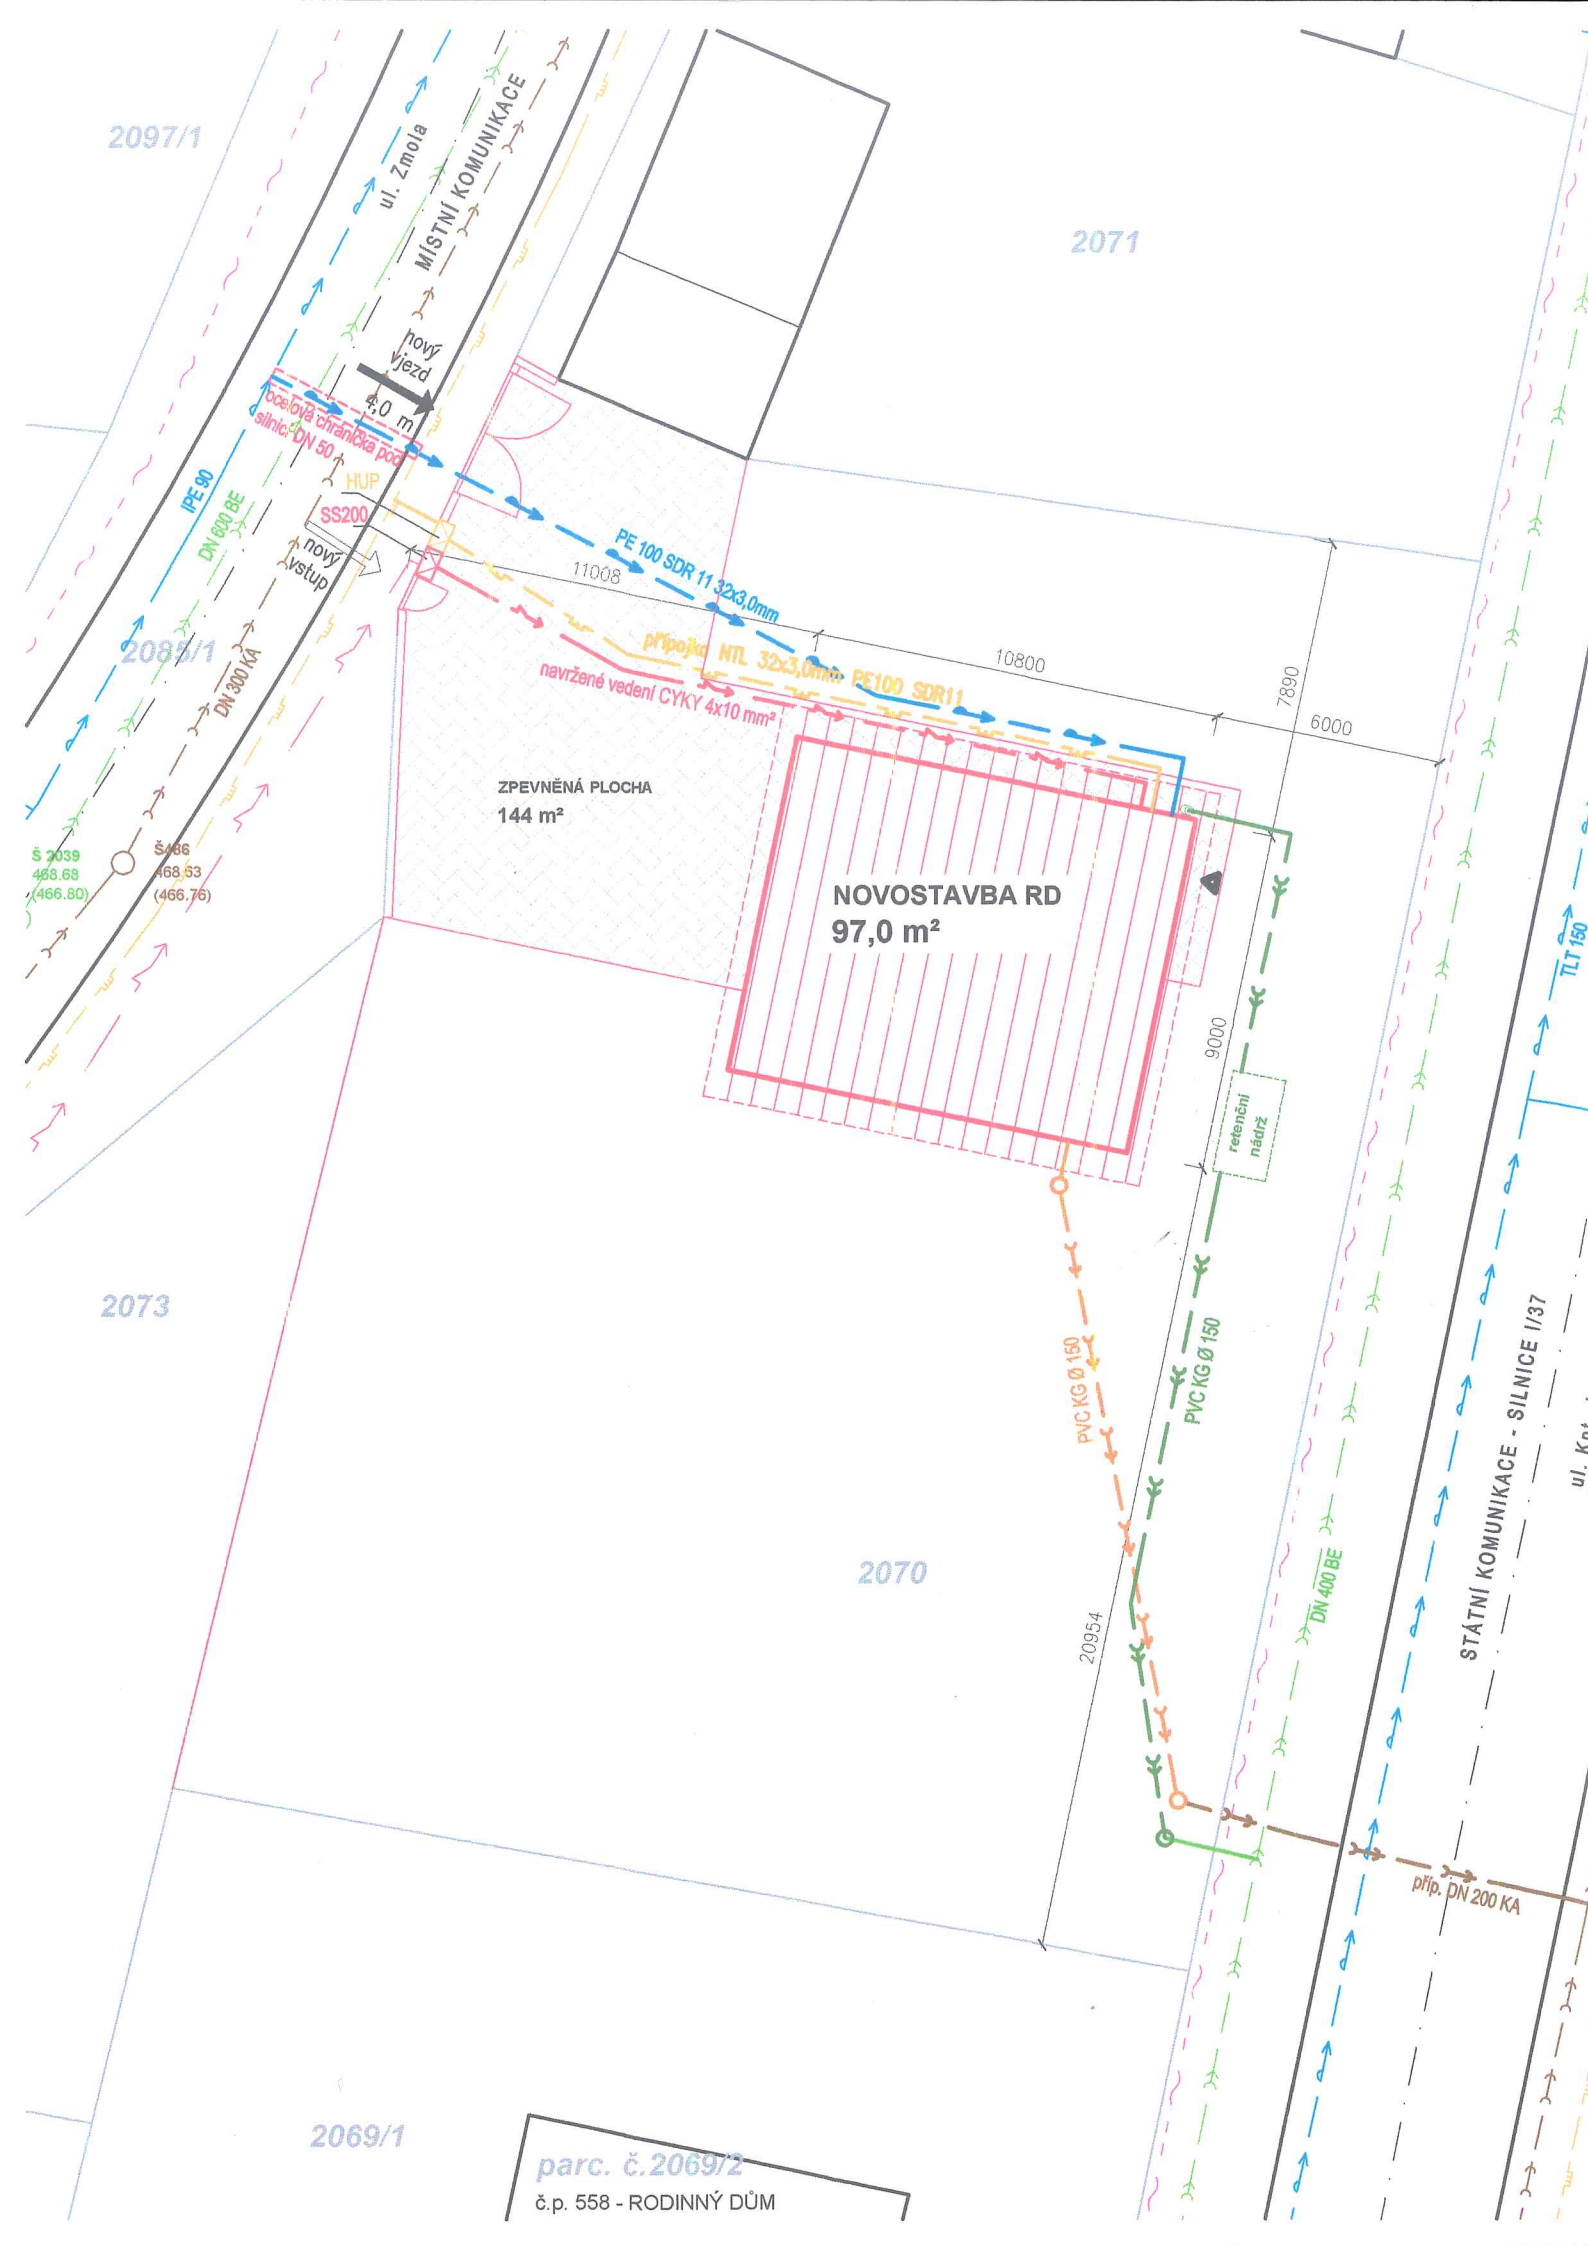 2097/1
ul. Zmola
MÍSTNÍ KOMUNIKACE
2071
nový
vjezd
4,0 m
ocelová chránička pod
silnicí DN 50
IPE 90
HUP
SS200
DN 600 BE
nový
vstup
PE 100 SDR 11 32x3,0mm
11008
přípojka NTL 32x3,0mm PE100 SDR11
navržené vedení CYKY 4x10 mm²
10800
7890
6000
2085/1
DN 300 KA
ZPEVNĚNÁ PLOCHA
144 m²
Š 2039
468.68
(466.80)
Š486
468.63
(466.76)
NOVOSTAVBA RD
97,0 m²
TLT 150
9000
retenční
nádrž
2073
PVC KG Ø 150
PVC KG Ø 150
STÁTNÍ KOMUNIKACE - SILNICE I/37
ul.
2070
DN 400 BE
20954
příp. DN 200 KA
2069/1
parc. č.2069/2
č.p. 558 - RODINNÝ DŮM